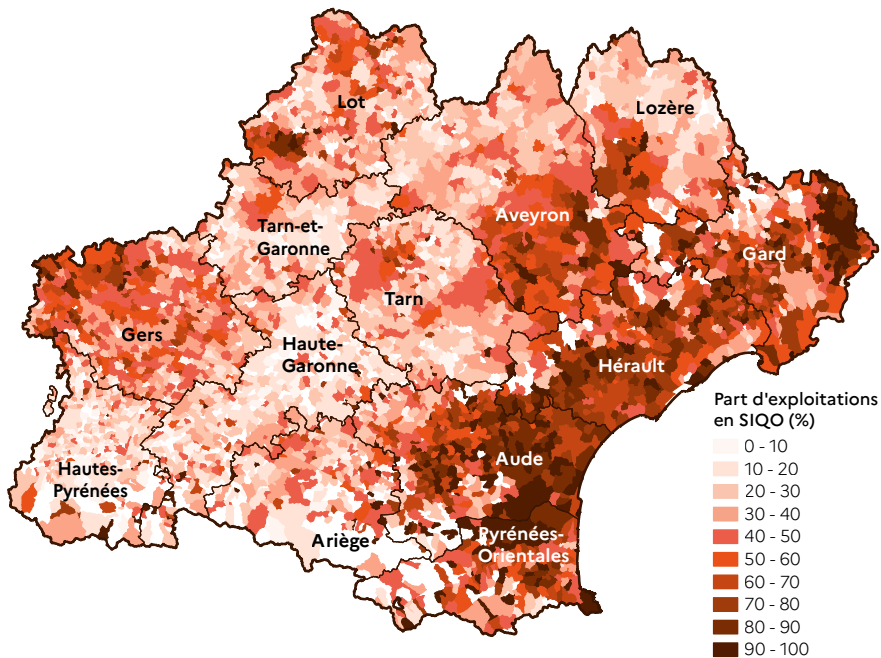 Lot
Lozère
Aveyron
Tarn-et-
Garonne
Gard
Tarn
Gers
Haute-
Garonne
Hérault
Part d'exploitations
en SIQO (%)
0 - 10
10 - 20
20 - 30
30 - 40
40 - 50
50 - 60
60 - 70
70 - 80
80 - 90
90 - 100
Aude
Hautes-
Pyrénées
Ariège
Pyrénées-
Orientales